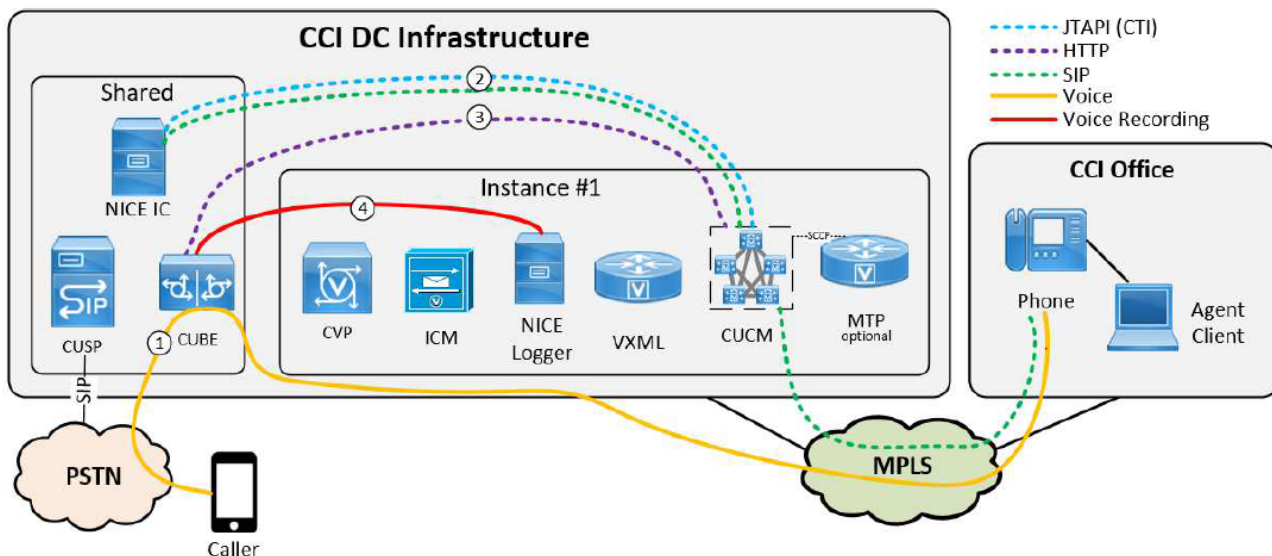 CCI DC Infrastructure
JTAPI (CTI)
HTTP
SIP
Voice
Voice Recording
Shared
2
3
NICE IC
Instance #1
4
CCI Office
SIP
V
V
SCCP
V
V
CUSP
1
CUBE
CVP
ICM
NICE
Logger
VXML
CUCM
MTP
optional
Phone
Agent
Client
SIP
PSTN
MPLS
Caller